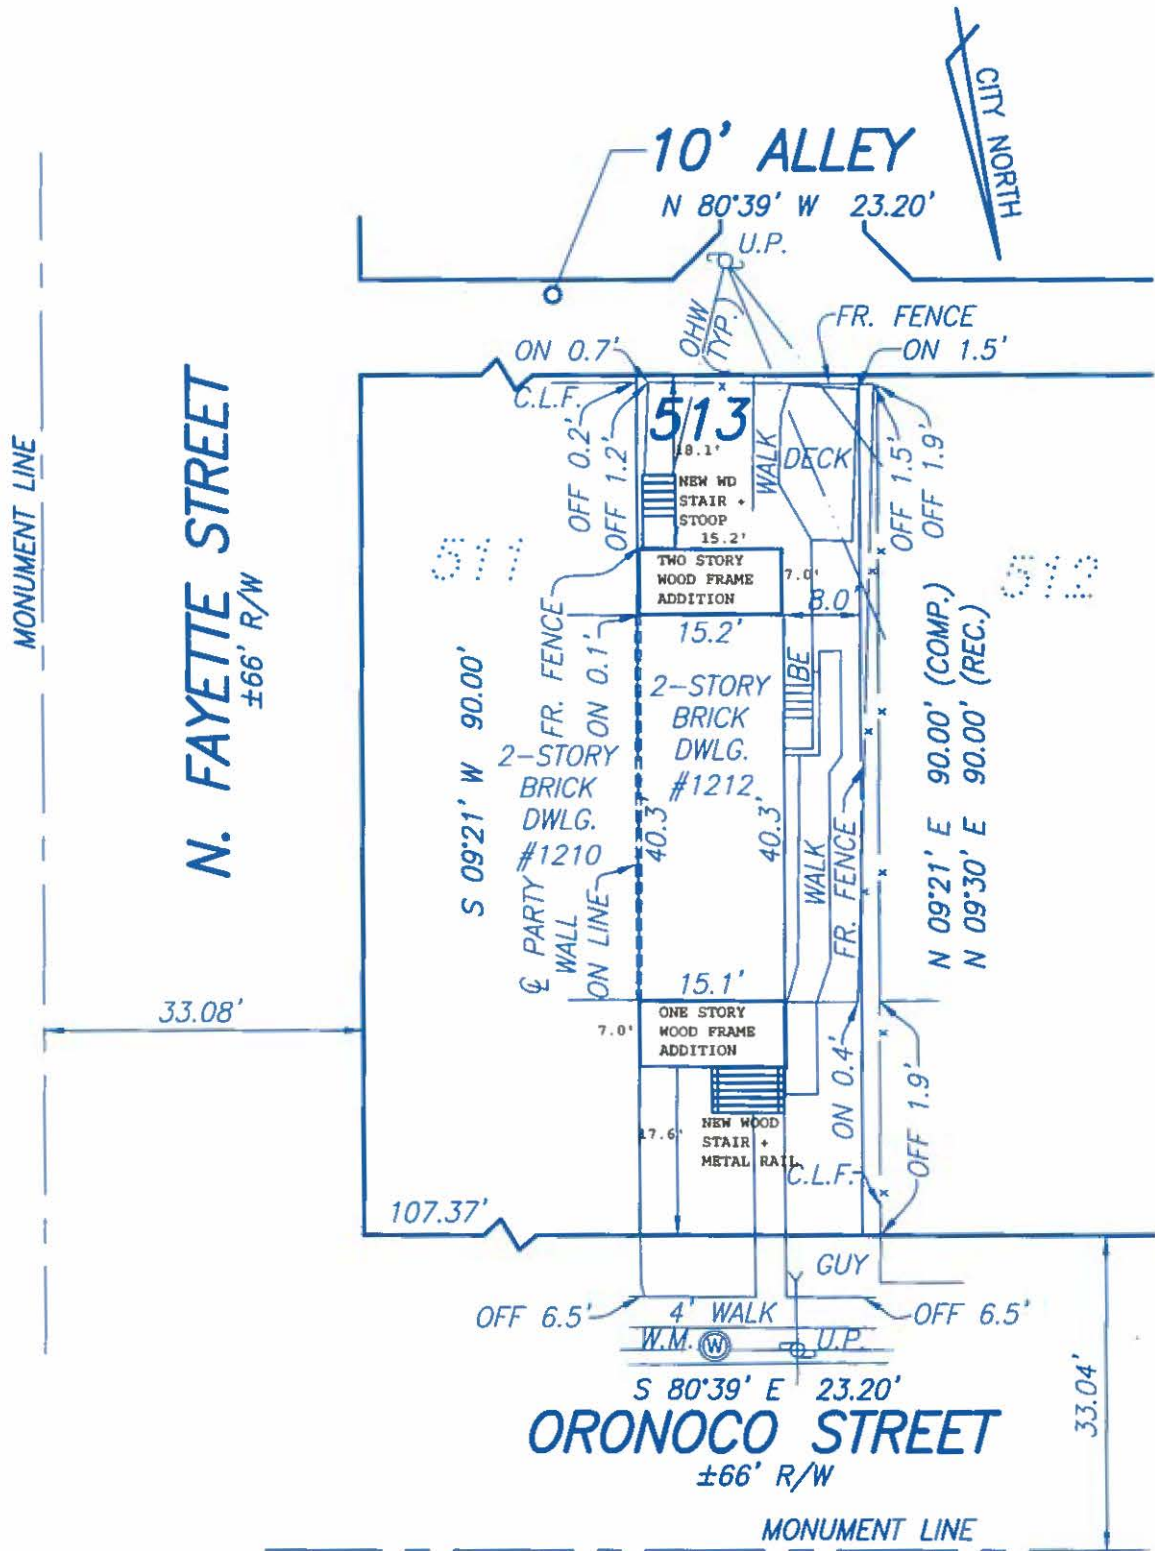 CITY NORTH
10' ALLEY
N 80°39' W 23.20'
U.P.
OHW
TYP.
FR. FENCE
ON 0.7'
ON 1.5'
C.L.F.
513
OFF 0.2'
OFF 1.2'
18.1'
WALK
DECK
OFF 1.5'
OFF 1.9'
NEW WD
STAIR +
STOOP
15.2'
511
512
TWO STORY
WOOD FRAME
ADDITION
7.0'
8.0'
MONUMENT LINE
N. FAYETTE STREET
±66' R/W
S 09°21' W 90.00'
FR. FENCE
ON 0.1'
15.2'
2-STORY
BRICK
DWLG.
#1212
BE
2-STORY
BRICK
DWLG.
#1210
40.3'
40.3'
℄ PARTY
WALL
ON LINE
WALK
FR. FENCE
N 09°21' E 90.00' (COMP.)
N 09°30' E 90.00' (REC.)
15.1'
33.08'
7.0'
ONE STORY
WOOD FRAME
ADDITION
ON 0.4'
OFF 1.9'
17.6'
NEW WOOD
STAIR +
METAL RAIL
C.L.F.
107.37'
GUY
OFF 6.5'
4' WALK
OFF 6.5'
W.M.
W
U.P.
S 80°39' E 23.20'
ORONOCO STREET
±66' R/W
33.04'
MONUMENT LINE